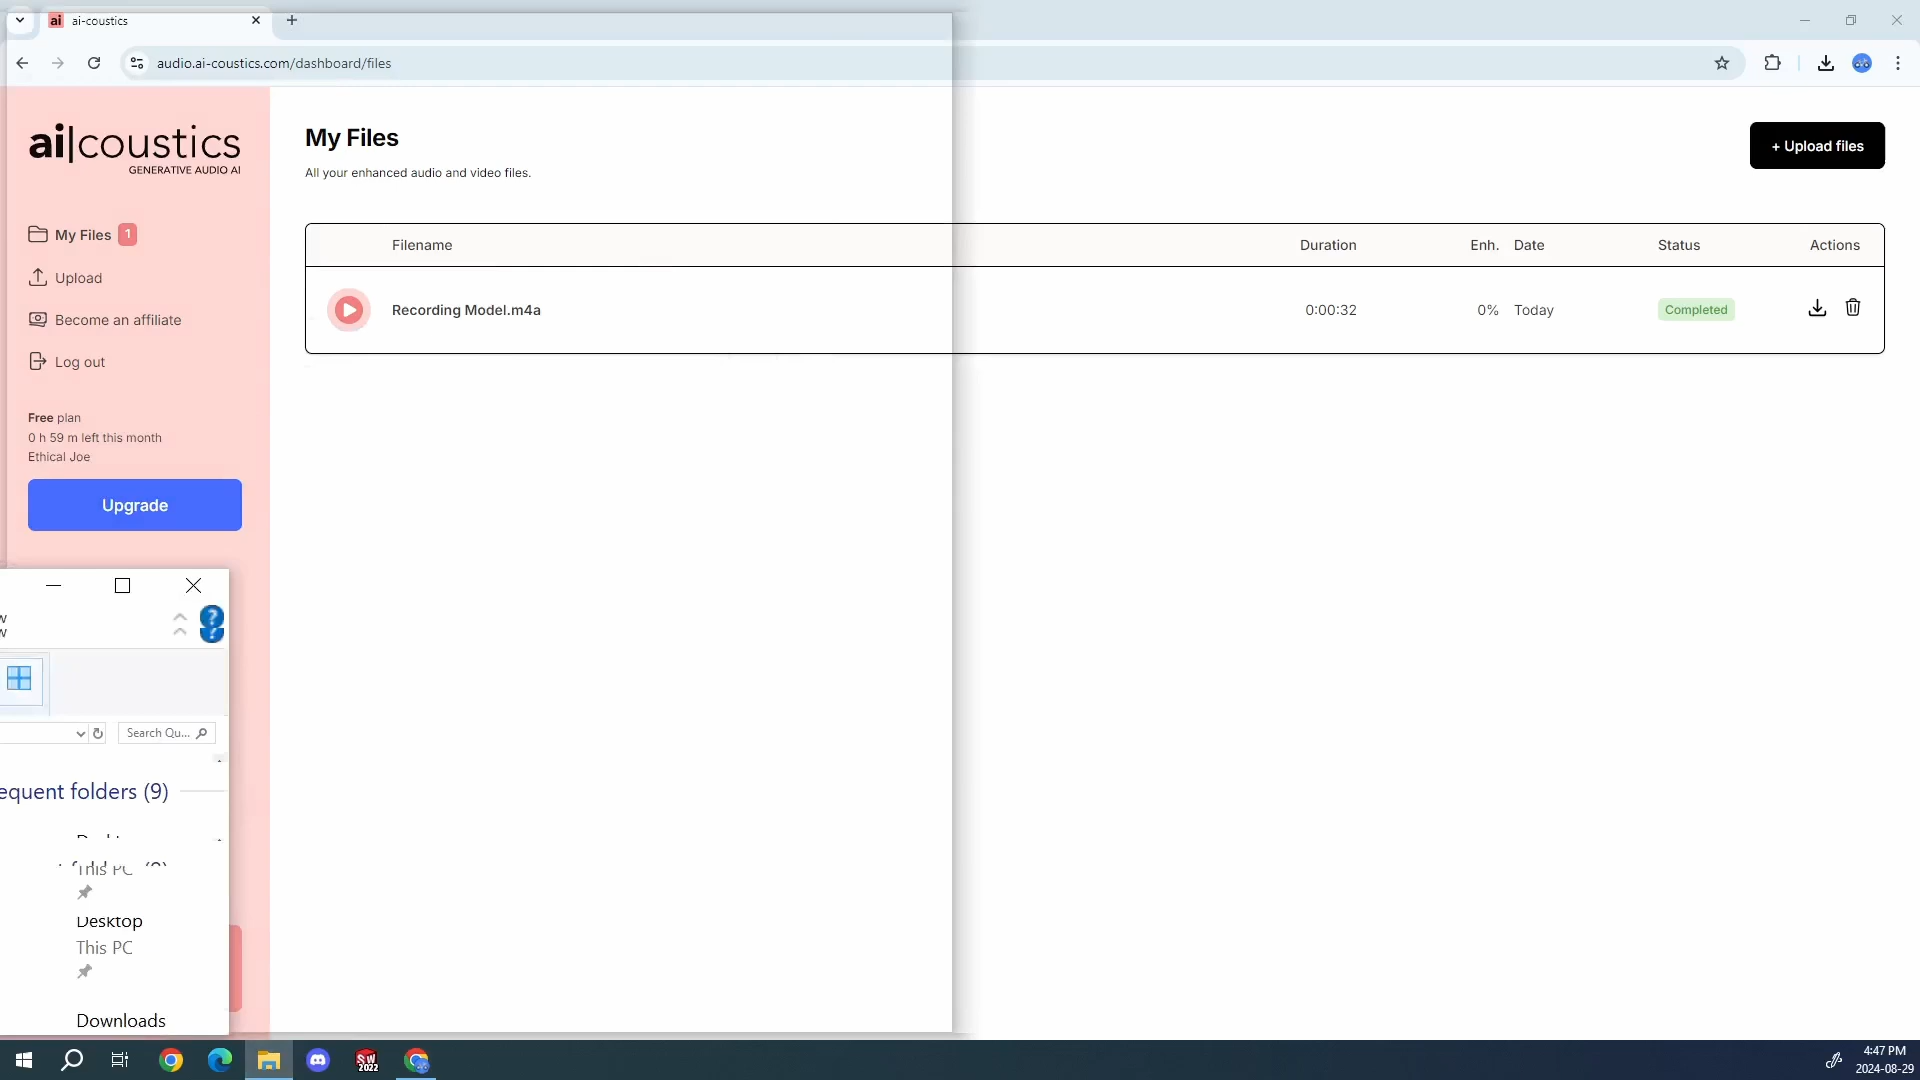 ai ai-coustics
audio.ai-coustics.com/dashboard/files
ai|coustics
GENERATIVE AUDIO AI
My Files 1
Upload
Become an affiliate
Log out
Free plan
0 h 59 m left this month
Ethical Joe
Upgrade
My Files
All your enhanced audio and video files.
+ Upload files
Filename Duration Enh. Date Status Actions
Recording Model.m4a 0:00:32 0% Today Completed
Search Qu...
equent folders (9)
This PC
Desktop
This PC
Downloads
SW
2022
4:47 PM
2024-08-29